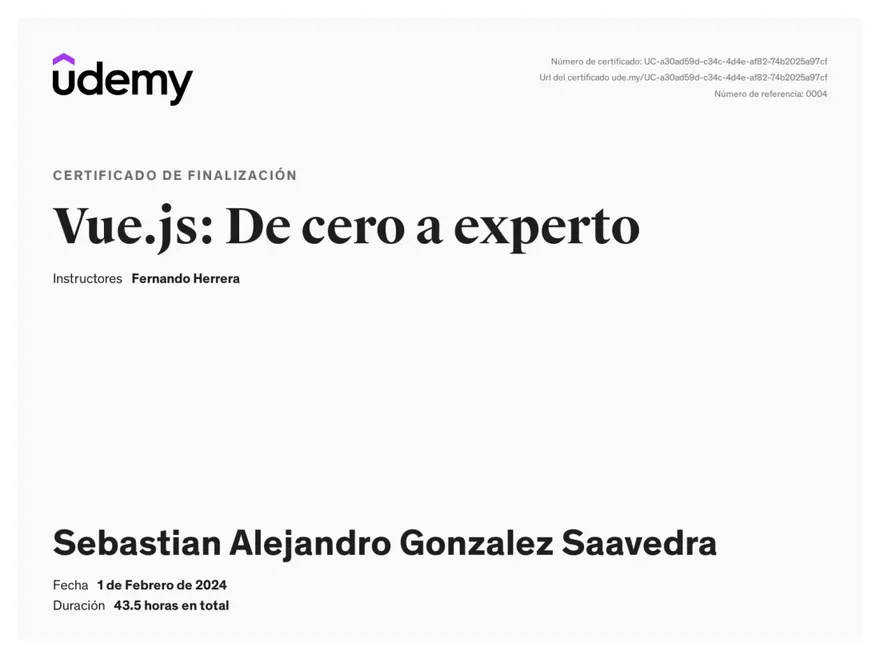 udemy
Número de certificado: UC-a30ad59d-c34c-4d4e-af82-74b2025a97cf
Url del certificado ude.my/UC-a30ad59d-c34c-4d4e-af82-74b2025a97cf
Número de referencia: 0004
CERTIFICADO DE FINALIZACIÓN
Vue.js: De cero a experto
Instructores Fernando Herrera
Sebastian Alejandro Gonzalez Saavedra
Fecha 1 de Febrero de 2024
Duración 43.5 horas en total